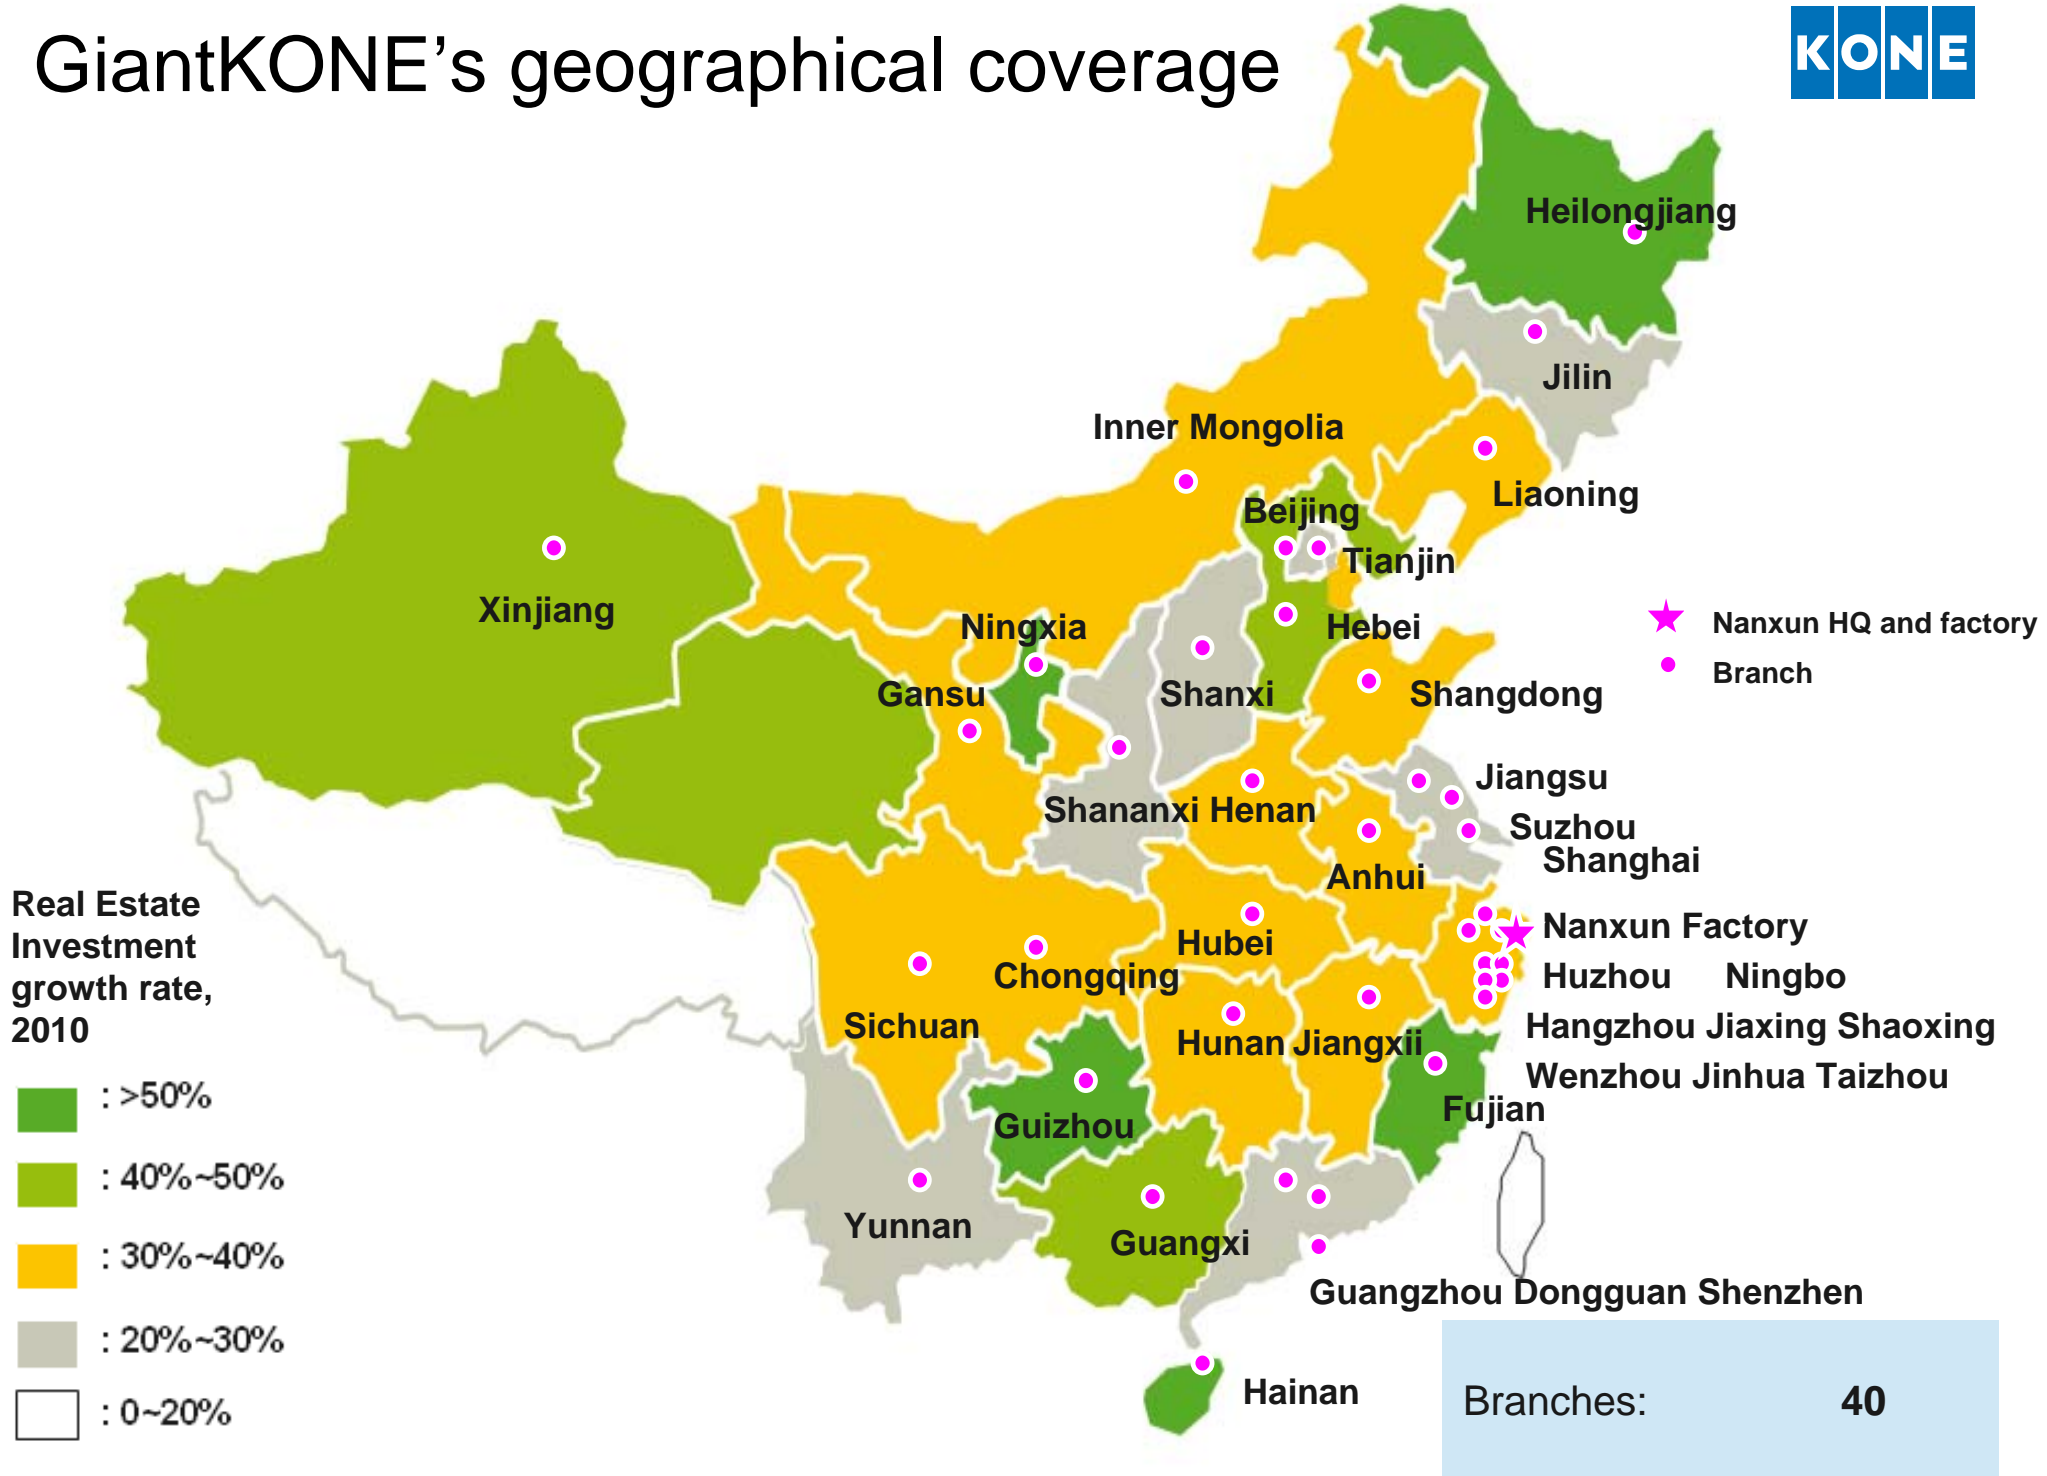 GiantKONE’s geographical coverage
KONE
Heilongjiang
Jilin
Inner Mongolia
Liaoning
Beijing
Tianjin
Xinjiang
Ningxia
Hebei
Nanxun HQ and factory
Branch
Gansu
Shanxi
Shangdong
Jiangsu
Shananxi Henan
Suzhou
Shanghai
Anhui
Real Estate
Investment
growth rate,
2010
Nanxun Factory
Hubei
Chongqing
Huzhou Ningbo
Sichuan
Hunan Jiangxii
Hangzhou Jiaxing Shaoxing
Wenzhou Jinhua Taizhou
Fujian
Guizhou
: >50%
: 40%~50%
: 30%~40%
: 20%~30%
: 0~20%
Yunnan
Guangxi
Guangzhou Dongguan Shenzhen
Hainan
Branches: 40